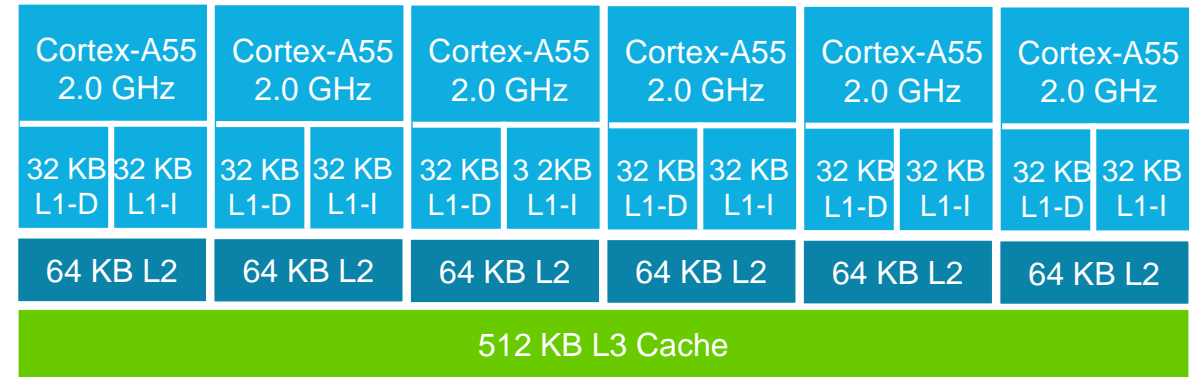 Cortex-A55 Cortex-A55 Cortex-A55 Cortex-A55 Cortex-A55 Cortex-A55
2.0 GHz 2.0 GHz 2.0 GHz 2.0 GHz 2.0 GHz 2.0 GHz
32 KB 32 KB 32 KB 32 KB 32 KB 3 2KB 32 KB 32 KB 32 KB 32 KB 32 KB 32 KB
L1-D L1-I L1-D L1-I L1-D L1-I L1-D L1-I L1-D L1-I L1-D L1-I
64 KB L2 64 KB L2 64 KB L2 64 KB L2 64 KB L2 64 KB L2
512 KB L3 Cache